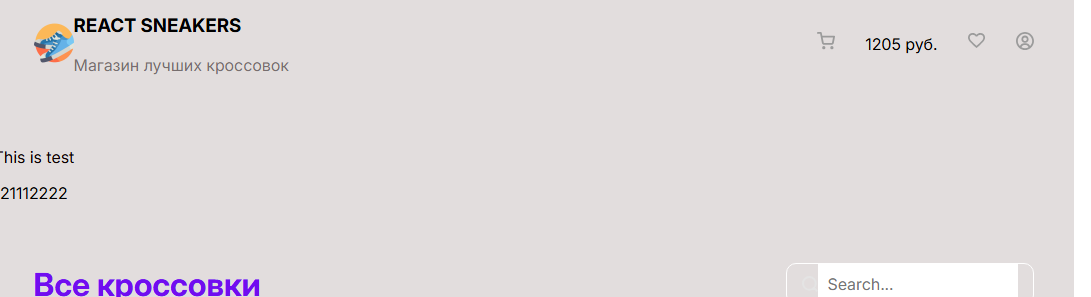 REACT SNEAKERS
Магазин лучших кроссовок
1205 руб.
This is test
21112222
Все кроссовки
Search...